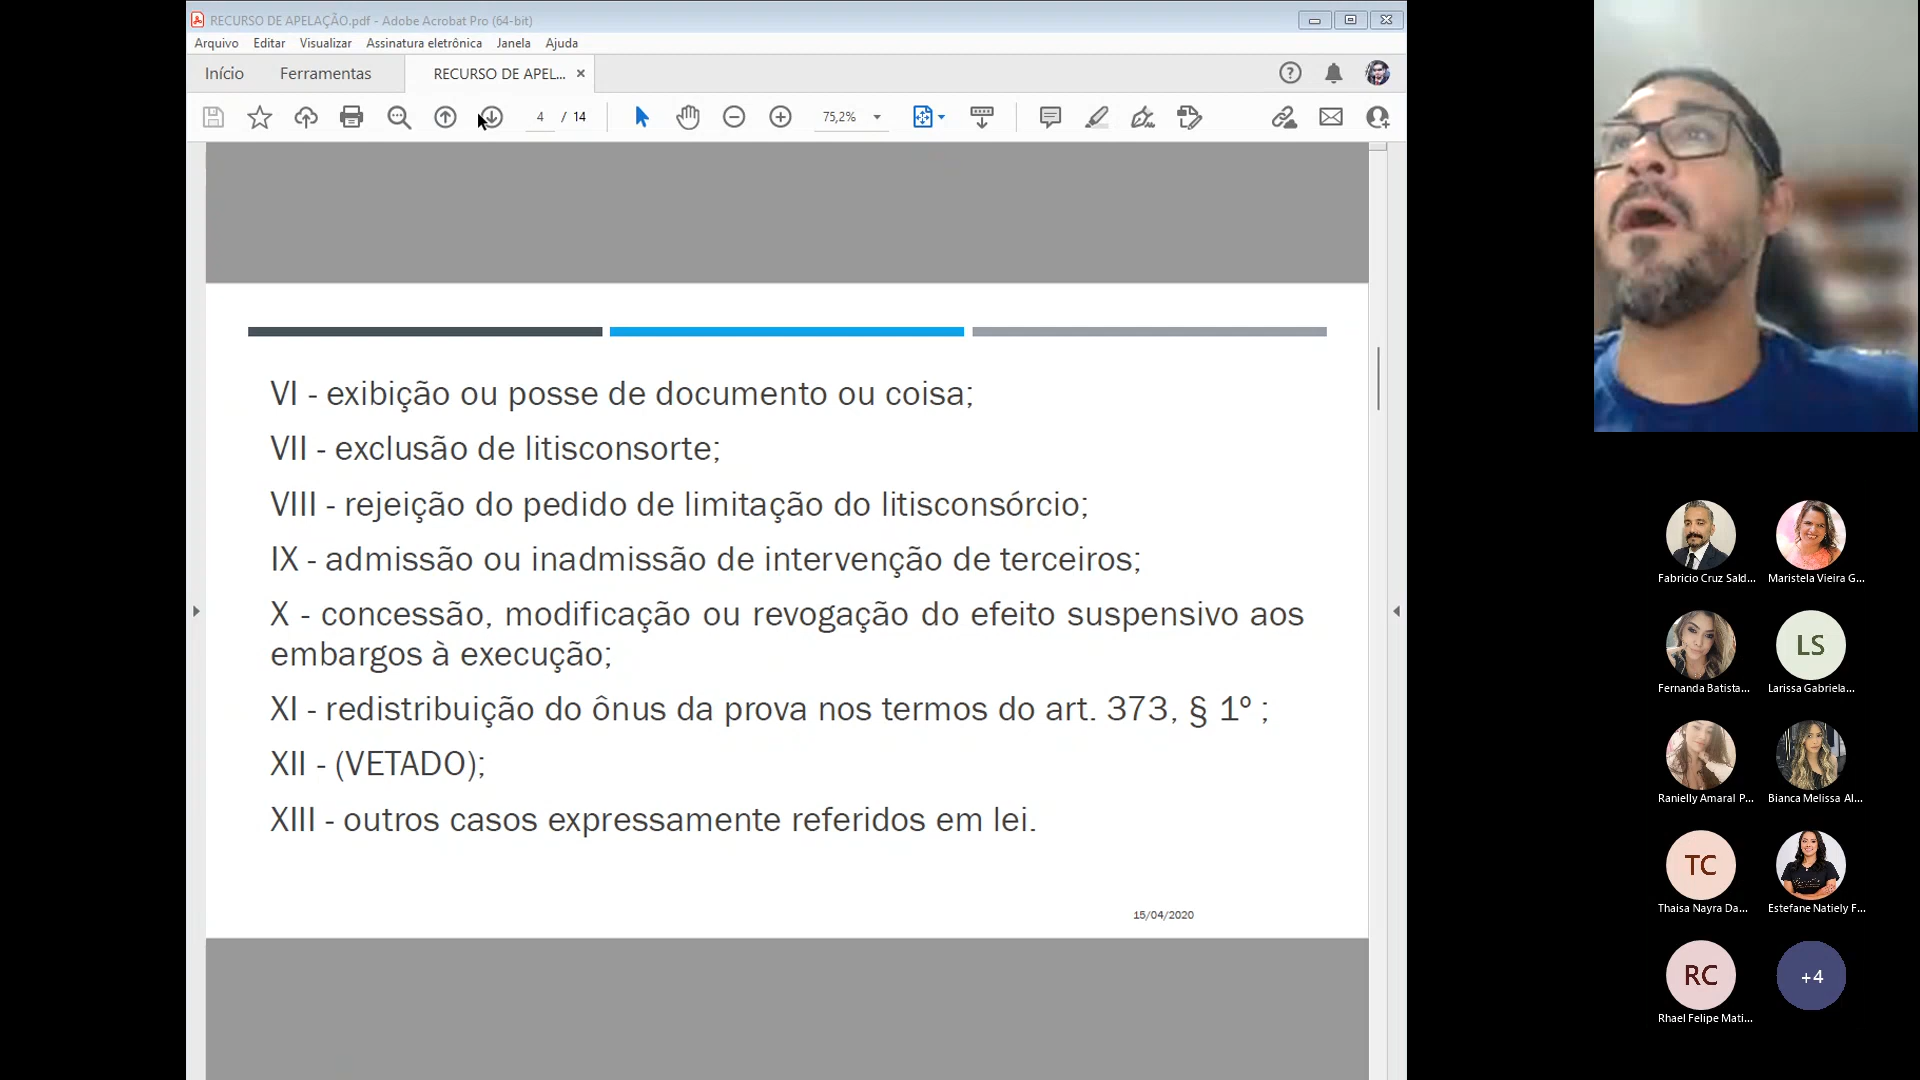 RECURSO DE APELAÇÃO.pdf - Adobe Acrobat Pro (64-bit)
Arquivo Editar Visualizar Assinatura eletrônica Janela Ajuda
Início Ferramentas RECURSO DE APEL... ×
4 / 14 75,2%
VI - exibição ou posse de documento ou coisa;
VII - exclusão de litisconsorte;
VIII - rejeição do pedido de limitação do litisconsórcio;
IX - admissão ou inadmissão de intervenção de terceiros;
X - concessão, modificação ou revogação do efeito suspensivo aos
embargos à execução;
XI - redistribuição do ônus da prova nos termos do art. 373, § 1º ;
XII - (VETADO);
XIII - outros casos expressamente referidos em lei.
15/04/2020
Fabricio Cruz Sald... Maristela Vieira G...
LS
Fernanda Batista... Larissa Gabriela...
Ranielly Amaral P... Bianca Melissa Al...
TC
Thaisa Nayra Da... Estefane Natiely F...
RC +4
Rhael Felipe Mati...